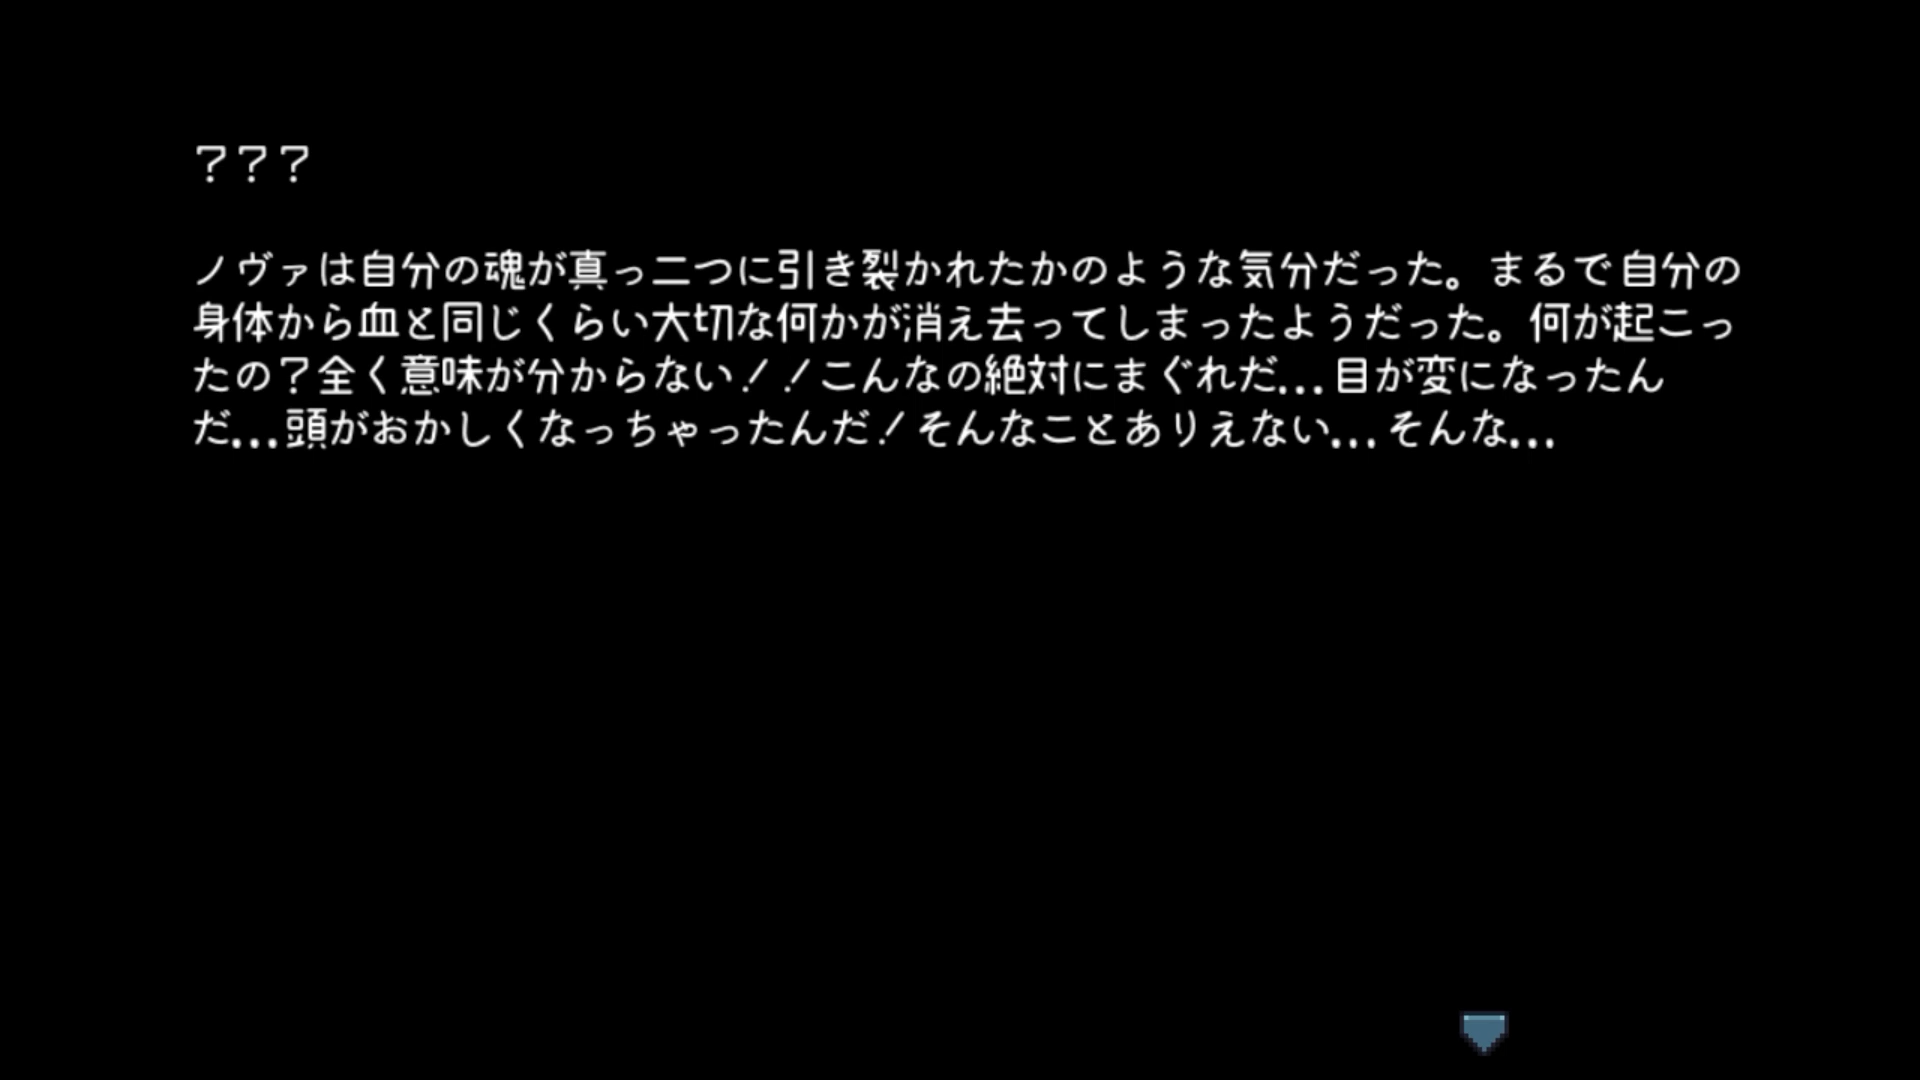 ？？？
ノヴァは自分の魂が真っ二つに引き裂かれたかのような気分だった。まるで自分の
身体から血と同じくらい大切な何かが消え去ってしまったようだった。何が起こっ
たの？全く意味が分からない！！こんなの絶対にまぐれだ...目が変になったん
だ...頭がおかしくなっちゃったんだ！そんなことありえない...そんな...